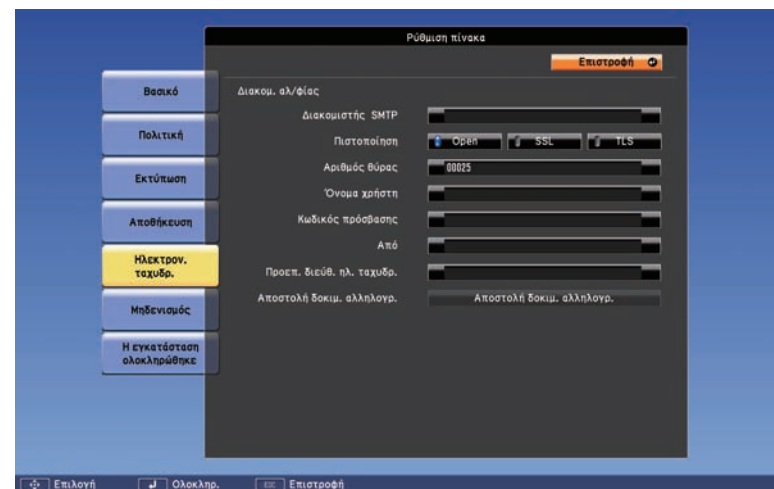 Ρύθμιση πίνακα
Επιστροφή
Βασικό
Πολιτική
Εκτύπωση
Αποθήκευση
Ηλεκτρον.
ταχυδρ.
Μηδενισμός
Η εγκατάσταση
ολοκληρώθηκε
Διακομ. αλ/φίας
Διακομιστής SMTP
Πιστοποίηση Open SSL TLS
Αριθμός θύρας 00025
Όνομα χρήστη
Κωδικός πρόσβασης
Από
Προεπ. διεύθ. ηλ. ταχυδρ.
Αποστολή δοκιμ. αλληλογρ. Αποστολή δοκιμ. αλληλογρ.
Επιλογή Ολοκληρ. ESC Επιστροφή